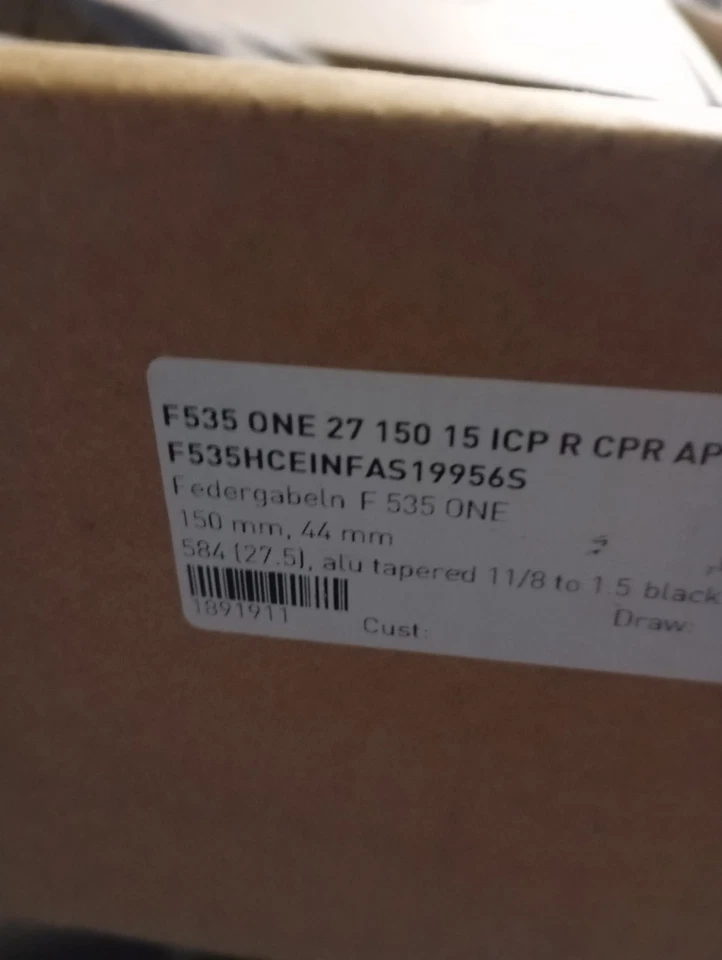 F535 ONE 27 150 15 ICP R CPR AP
F535HCEINFAS19956S
Federgabeln F 535 ONE
150 mm, 44 mm
584 (27.5), alu tapered 11/8 to 1.5 black
1891911
Cust:
Draw: